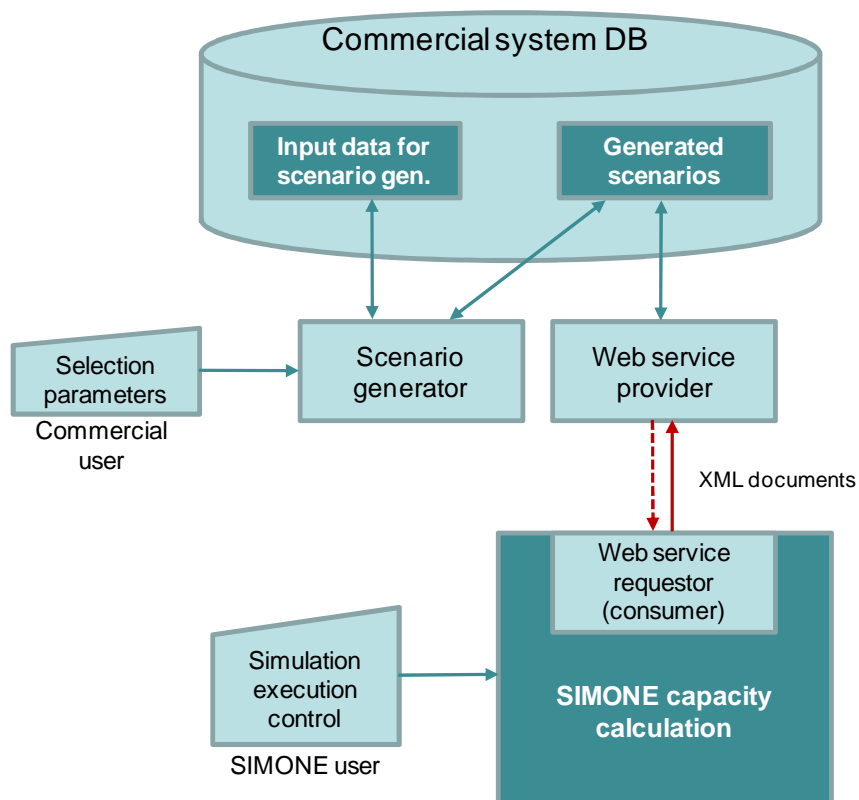 Commercial system DB
Input data for
scenario gen.
Generated
scenarios
Selection
parameters
Commercial
user
Scenario
generator
Web service
provider
XML documents
Web service
requestor
(consumer)
Simulation
execution
control
SIMONE user
SIMONE capacity
calculation